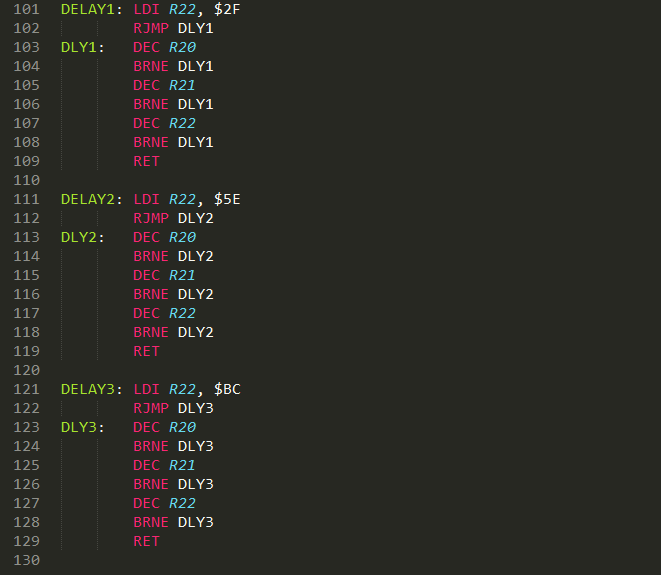 101 DELAY1: LDI R22, $2F
102 RJMP DLY1
103 DLY1: DEC R20
104 BRNE DLY1
105 DEC R21
106 BRNE DLY1
107 DEC R22
108 BRNE DLY1
109 RET
110
111 DELAY2: LDI R22, $5E
112 RJMP DLY2
113 DLY2: DEC R20
114 BRNE DLY2
115 DEC R21
116 BRNE DLY2
117 DEC R22
118 BRNE DLY2
119 RET
120
121 DELAY3: LDI R22, $BC
122 RJMP DLY3
123 DLY3: DEC R20
124 BRNE DLY3
125 DEC R21
126 BRNE DLY3
127 DEC R22
128 BRNE DLY3
129 RET
130